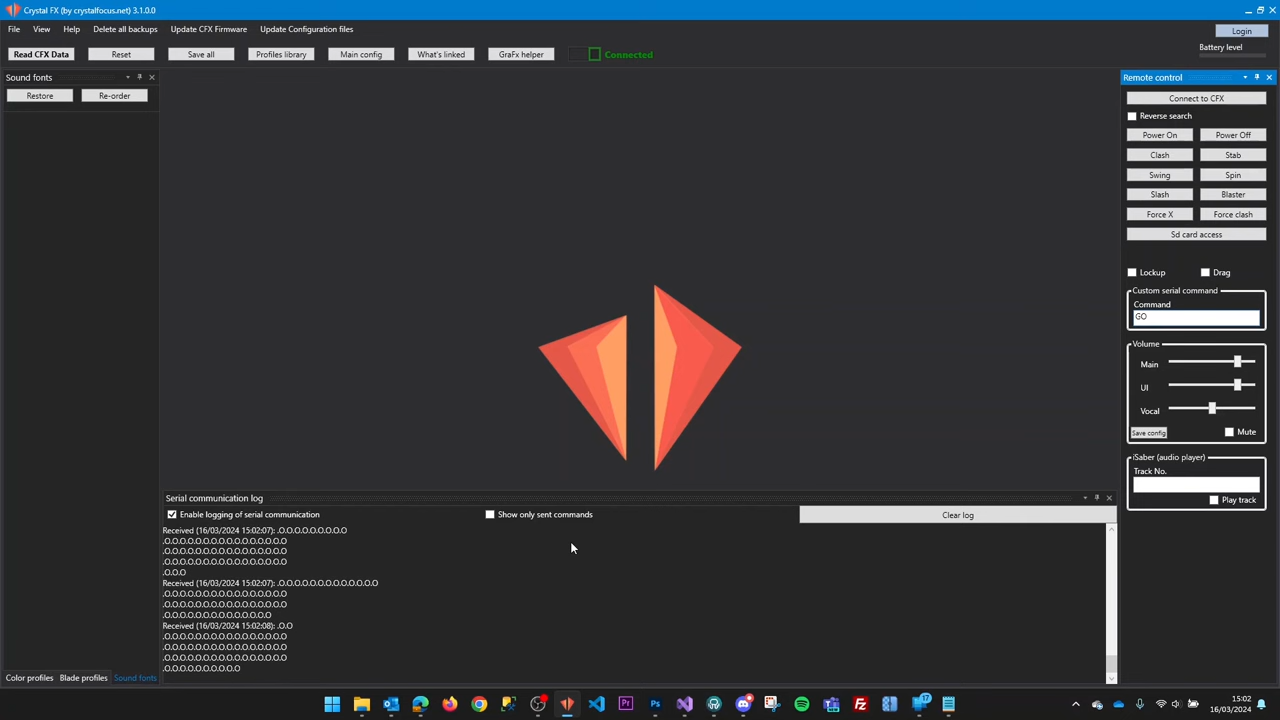 Crystal FX (by crystalfocus.net) 3.1.0.0
File View Help Delete all backups Update CFX Firmware Update Configuration files
Login
Read CFX Data Reset Save all Profiles library Main config What's linked GraFx helper Connected
Battery level
Sound fonts
Restore Re-order
Remote control
Connect to CFX
Reverse search
Power On Power Off
Clash Stab
Swing Spin
Slash Blaster
Force X Force clash
Sd card access
Lockup Drag
Custom serial command
Command
GO
Volume
Main
UI
Vocal
Save config Mute
iSaber (audio player)
Track No.
Play track
Serial communication log
Enable logging of serial communication Show only sent commands Clear log
Received (16/03/2024 15:02:07): .O.O.O.O.O.O.O.O.O
.O.O.O.O.O.O.O.O.O.O.O.O.O.O.O.O
.O.O.O.O.O.O.O.O.O.O.O.O.O.O.O.O
.O.O.O.O.O.O.O.O.O.O.O.O.O.O.O.O
.O.O.O
Received (16/03/2024 15:02:07): .O.O.O.O.O.O.O.O.O.O.O.O.O
.O.O.O.O.O.O.O.O.O.O.O.O.O.O.O.O
.O.O.O.O.O.O.O.O.O.O.O.O.O.O.O.O
.O.O.O.O.O.O.O.O.O.O.O.O.O.O
Received (16/03/2024 15:02:08): .O.O
.O.O.O.O.O.O.O.O.O.O.O.O.O.O.O.O
.O.O.O.O.O.O.O.O.O.O.O.O.O.O.O.O
.O.O.O.O.O.O.O.O.O.O.O.O.O.O.O.O
.O.O.O.O.O.O.O.O.O.O
Color profiles Blade profiles Sound fonts
15:02
16/03/2024